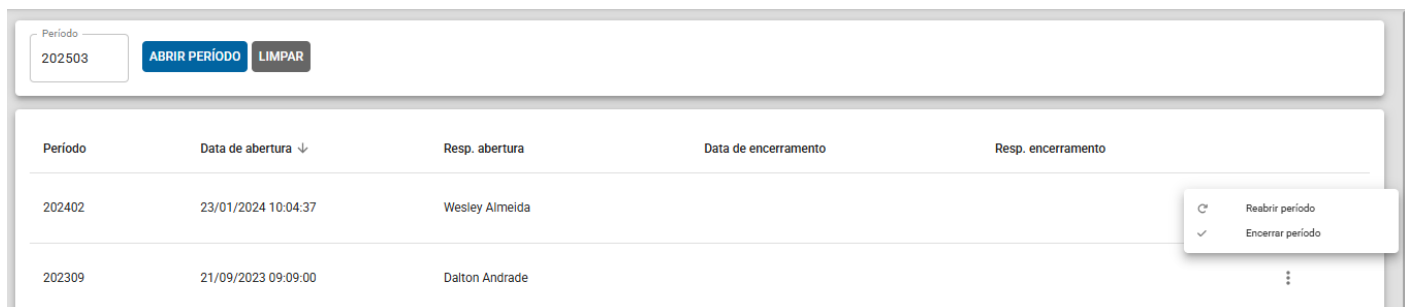 Período
202503
ABRIR PERÍODO
LIMPAR
Período Data de abertura Resp. abertura Data de encerramento Resp. encerramento
202402 23/01/2024 10:04:37 Wesley Almeida
Reabrir período
Encerrar período
202309 21/09/2023 09:09:00 Dalton Andrade